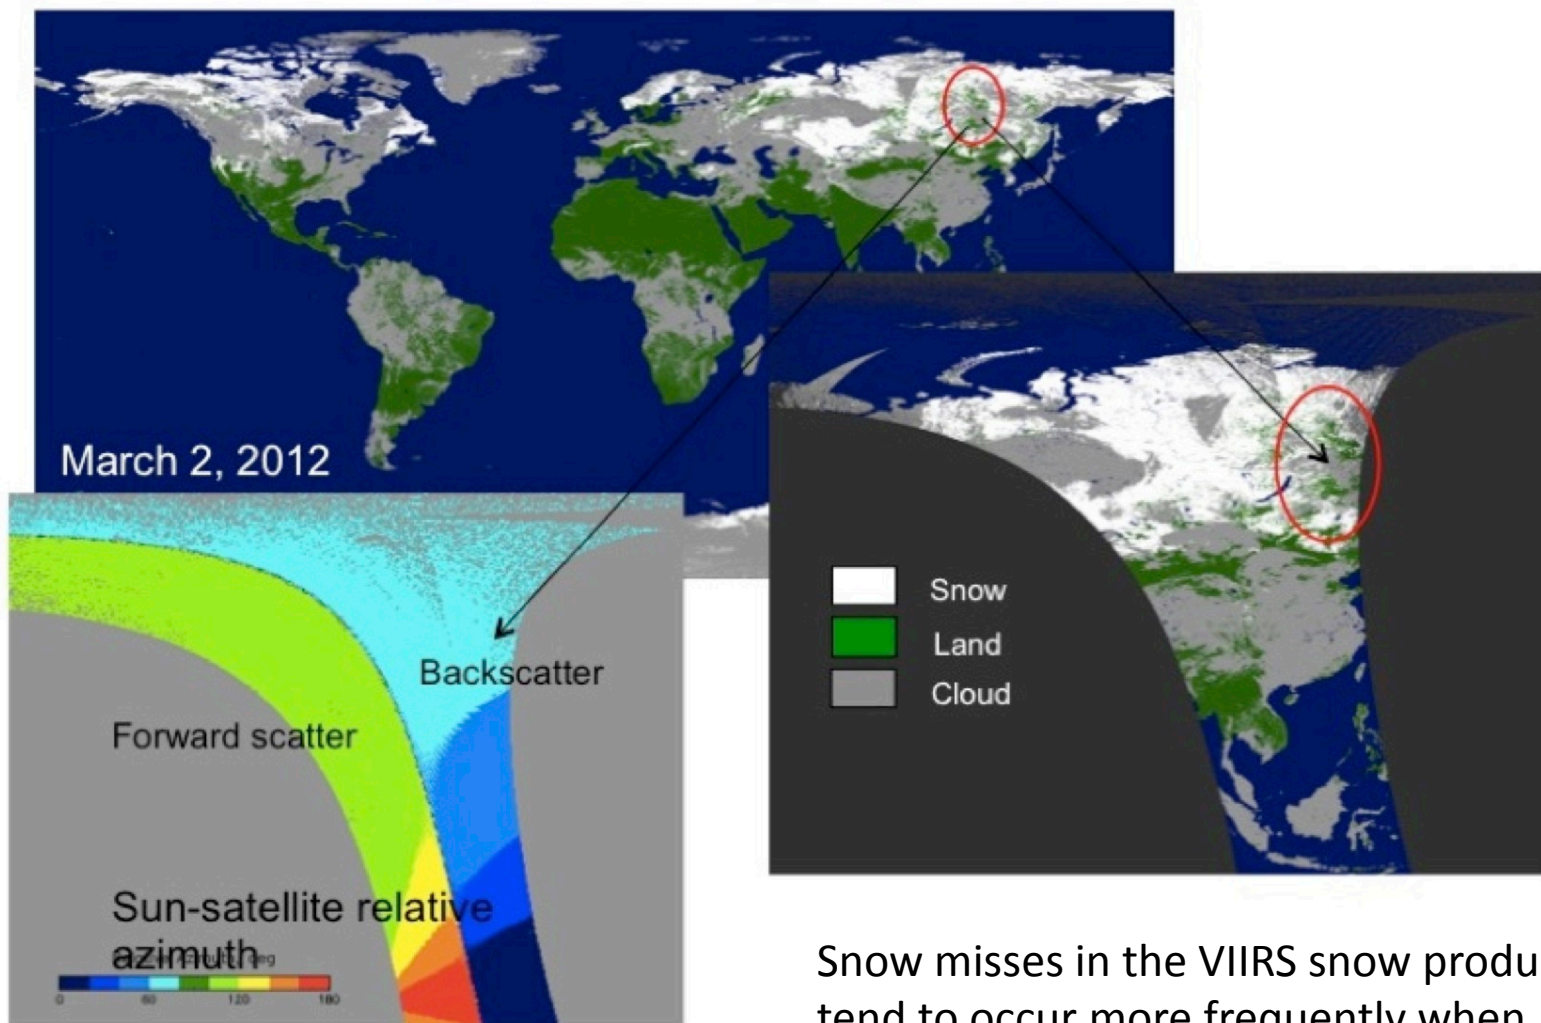 March 2, 2012
Snow
Land
Cloud
Backscatter
Forward scatter
Sun-satellite relative
azimuth
deg
0 60 120 180
Snow misses in the VIIRS snow produ
tend to occur more frequently when